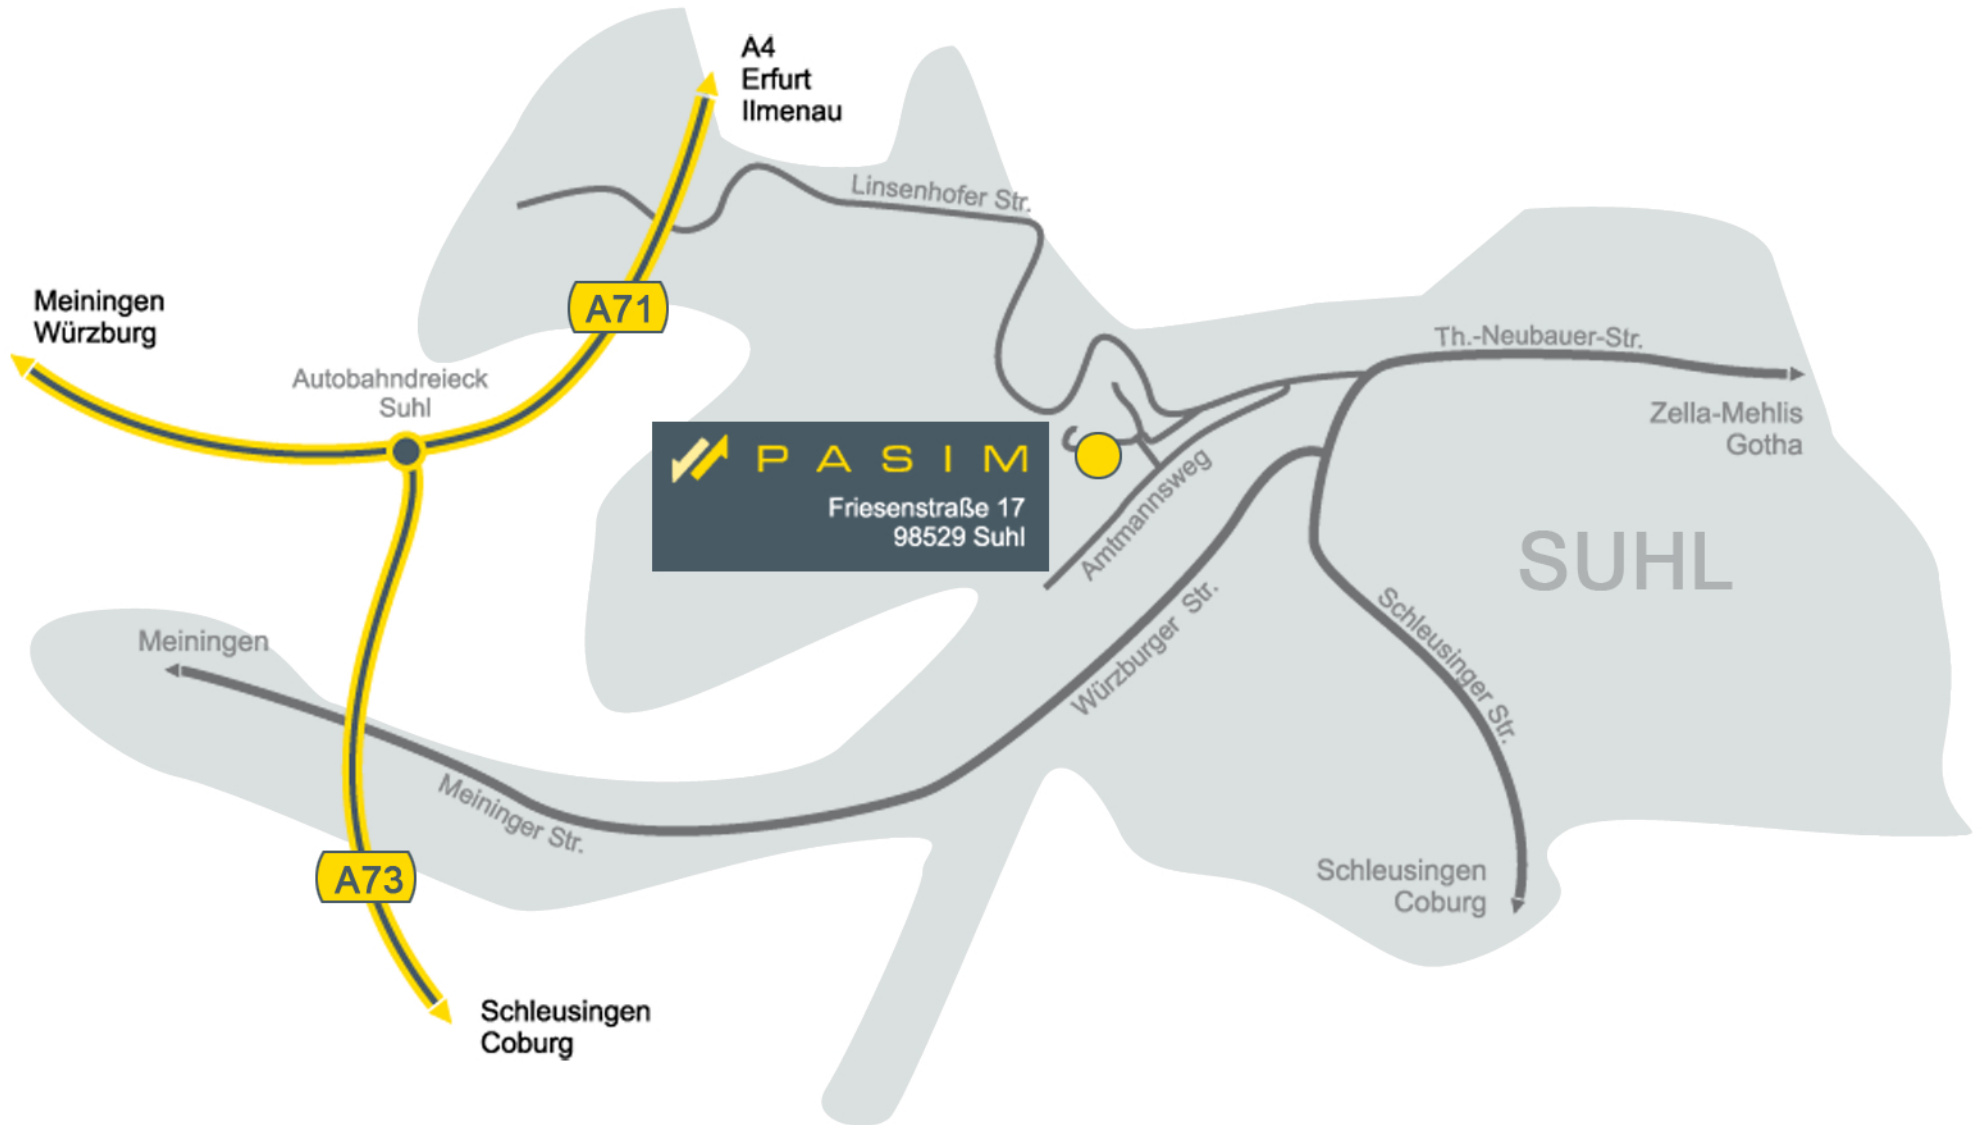 A4
Erfurt
Ilmenau
Linsenhofer Str.
Meiningen
Würzburg
A71
Th.-Neubauer-Str.
Autobahndreieck
Suhl
Zella-Mehlis
Gotha
PASIM
Friesenstraße 17
98529 Suhl
Amtmannsweg
SUHL
Würzburger Str.
Schleusinger Str.
Meiningen
Meininger Str.
A73
Schleusingen
Coburg
Schleusingen
Coburg